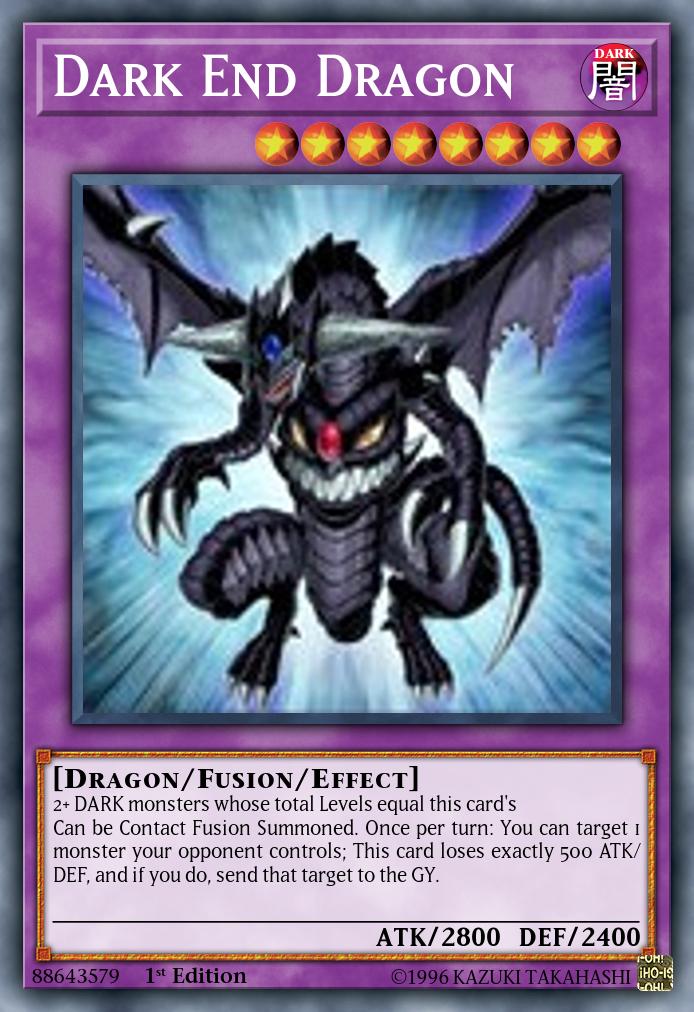 DARK END DRAGON
DARK
闇
[DRAGON/FUSION/EFFECT]
2+ DARK monsters whose total Levels equal this card's
Can be Contact Fusion Summoned. Once per turn: You can target 1
monster your opponent controls; This card loses exactly 500 ATK/
DEF, and if you do, send that target to the GY.
ATK/2800 DEF/2400
88643579 1st Edition ©1996 KAZUKI TAKAHASHI